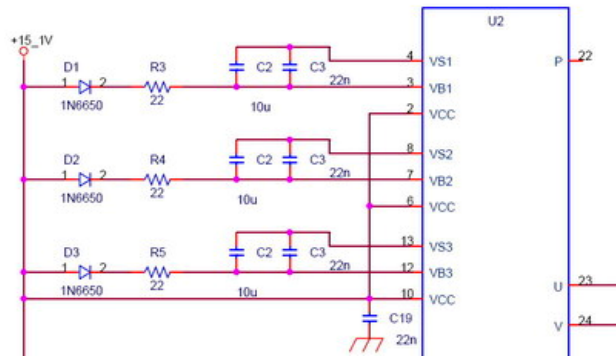 U2
+15_1V
D1
R3
C2
C3
4
VS1
P
22
1
2
22n
3
VB1
1N6650
22
10u
2
VCC
D2
R4
C2
C3
8
VS2
1
2
22n
7
VB2
1N6650
22
10u
6
VCC
D3
R5
C2
C3
13
VS3
1
2
22n
12
VB3
1N6650
22
10u
10
VCC
U
23
C19
22n
V
24